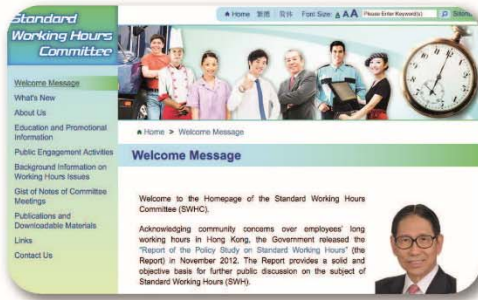 Standard
Working Hours
Committee
Home 繁體 简体 Font Size: A A A Please Enter Keyword(s)
Welcome Message
What's New
About Us
Education and Promotional
Information
Public Engagement Activities
Background Information on
Working Hours Issues
Gist of Notes of Committee
Meetings
Publications and
Downloadable Materials
Links
Contact Us
Home > Welcome Message
Welcome Message
Welcome to the Homepage of the Standard Working Hours
Committee (SWHC).
Acknowledging community concerns over employees' long
working hours in Hong Kong, the Government released the
"Report of the Policy Study on Standard Working Hours" (the
Report) in November 2012. The Report provides a solid and
objective basis for further public discussion on the subject of
Standard Working Hours (SWH).